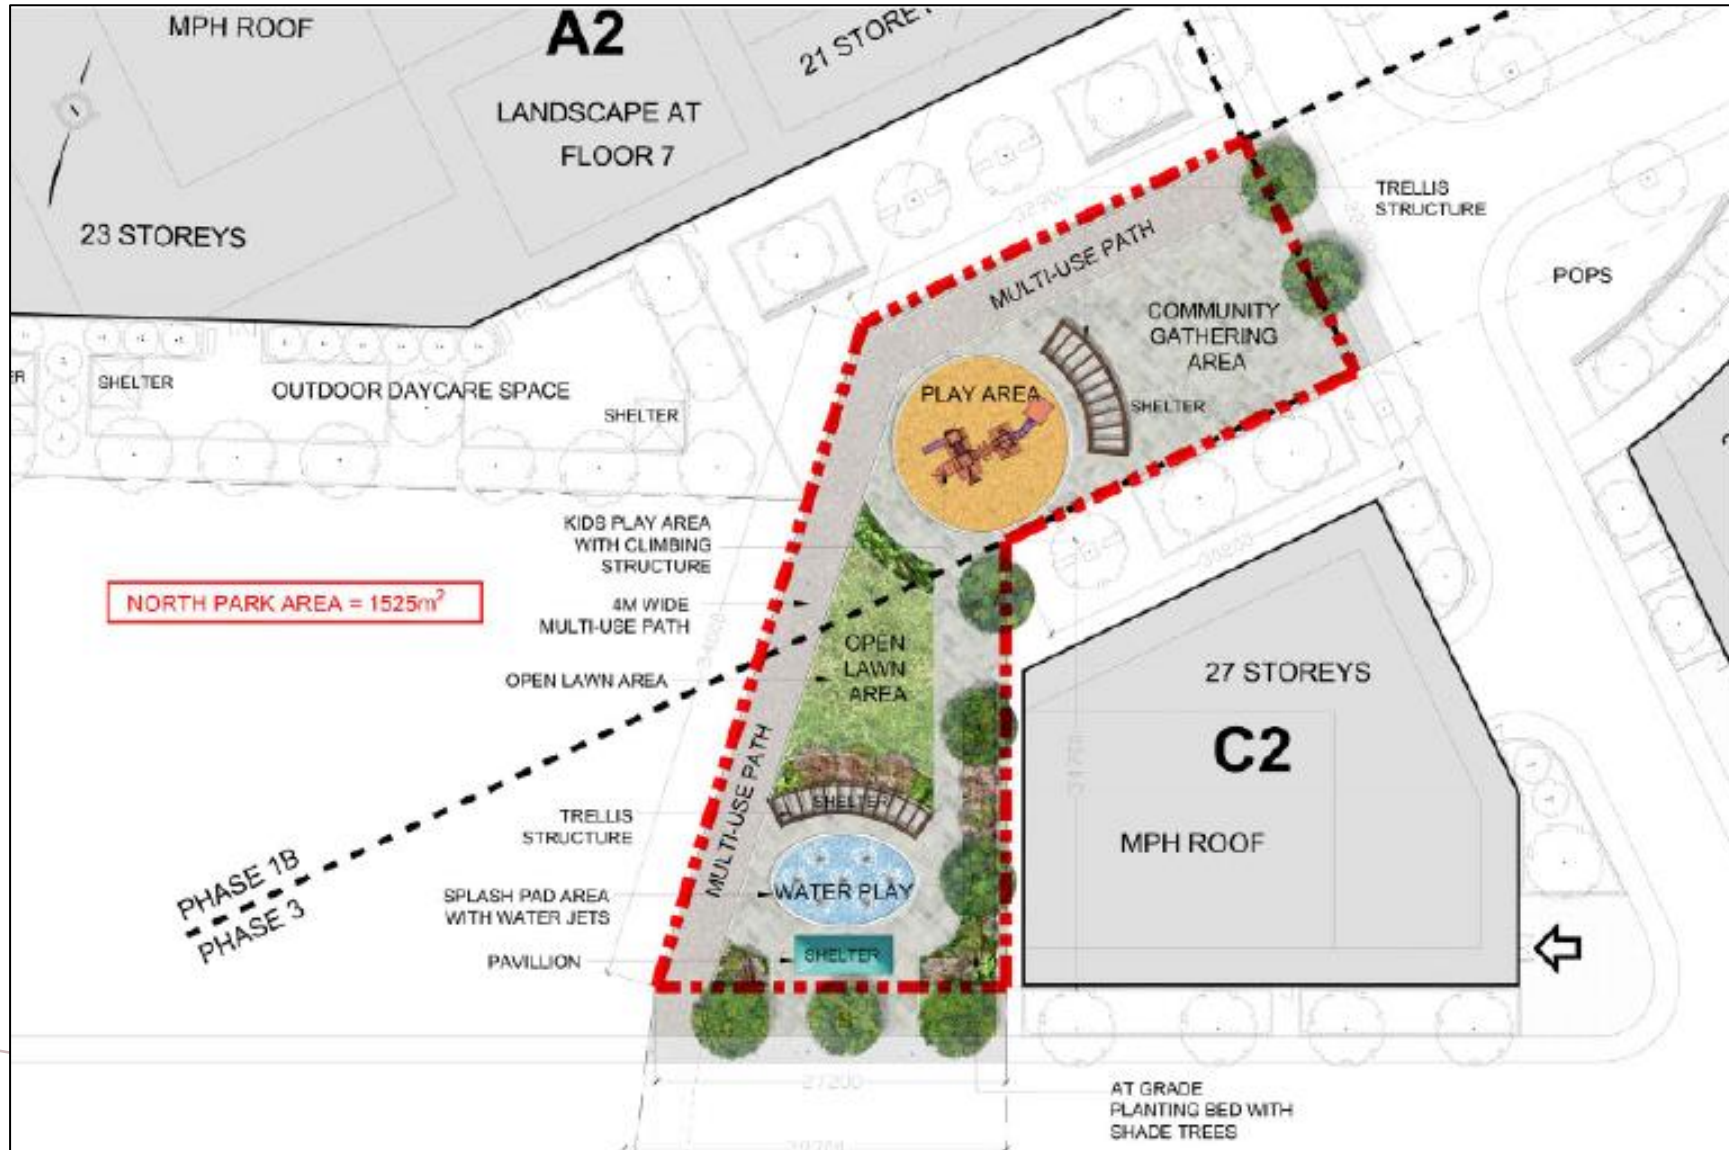 MPH ROOF
A2
21 STOREY
LANDSCAPE AT
FLOOR 7
23 STOREYS
TRELLIS
STRUCTURE
MULTI-USE PATH
POPS
COMMUNITY
GATHERING
AREA
SHELTER
OUTDOOR DAYCARE SPACE
SHELTER
PLAY AREA
SHELTER
KIDS PLAY AREA
WITH CLIMBING
STRUCTURE
NORTH PARK AREA = 1525m²
4M WIDE
MULTI-USE PATH
OPEN
LAWN
AREA
OPEN LAWN AREA
27 STOREYS
C2
MULTI-USE PATH
SHELTER
TRELLIS
STRUCTURE
MPH ROOF
PHASE 1B
PHASE 3
SPLASH PAD AREA
WITH WATER JETS
WATER PLAY
PAVILLION
SHELTER
27200
AT GRADE
PLANTING BED WITH
SHADE TREES